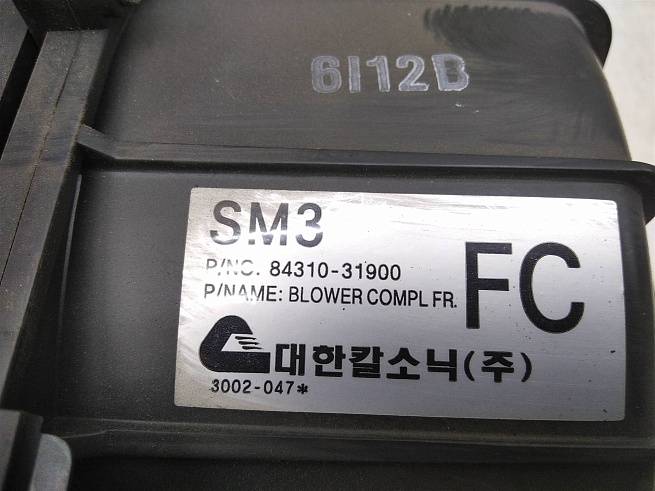 6I12B
SM3
P/NO. 84310-31900
P/NAME: BLOWER COMPL FR.
FC
대한칼소닉(주)
3002-047*